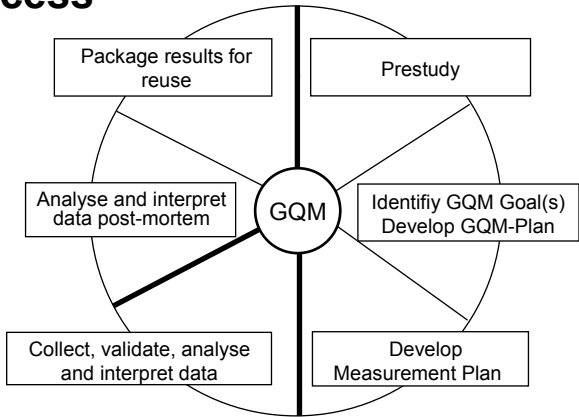 Package results for
reuse
Prestudy
Analyse and interpret
data post-mortem
GQM
Identifiy GQM Goal(s)
Develop GQM-Plan
Collect, validate, analyse
and interpret data
Develop
Measurement Plan